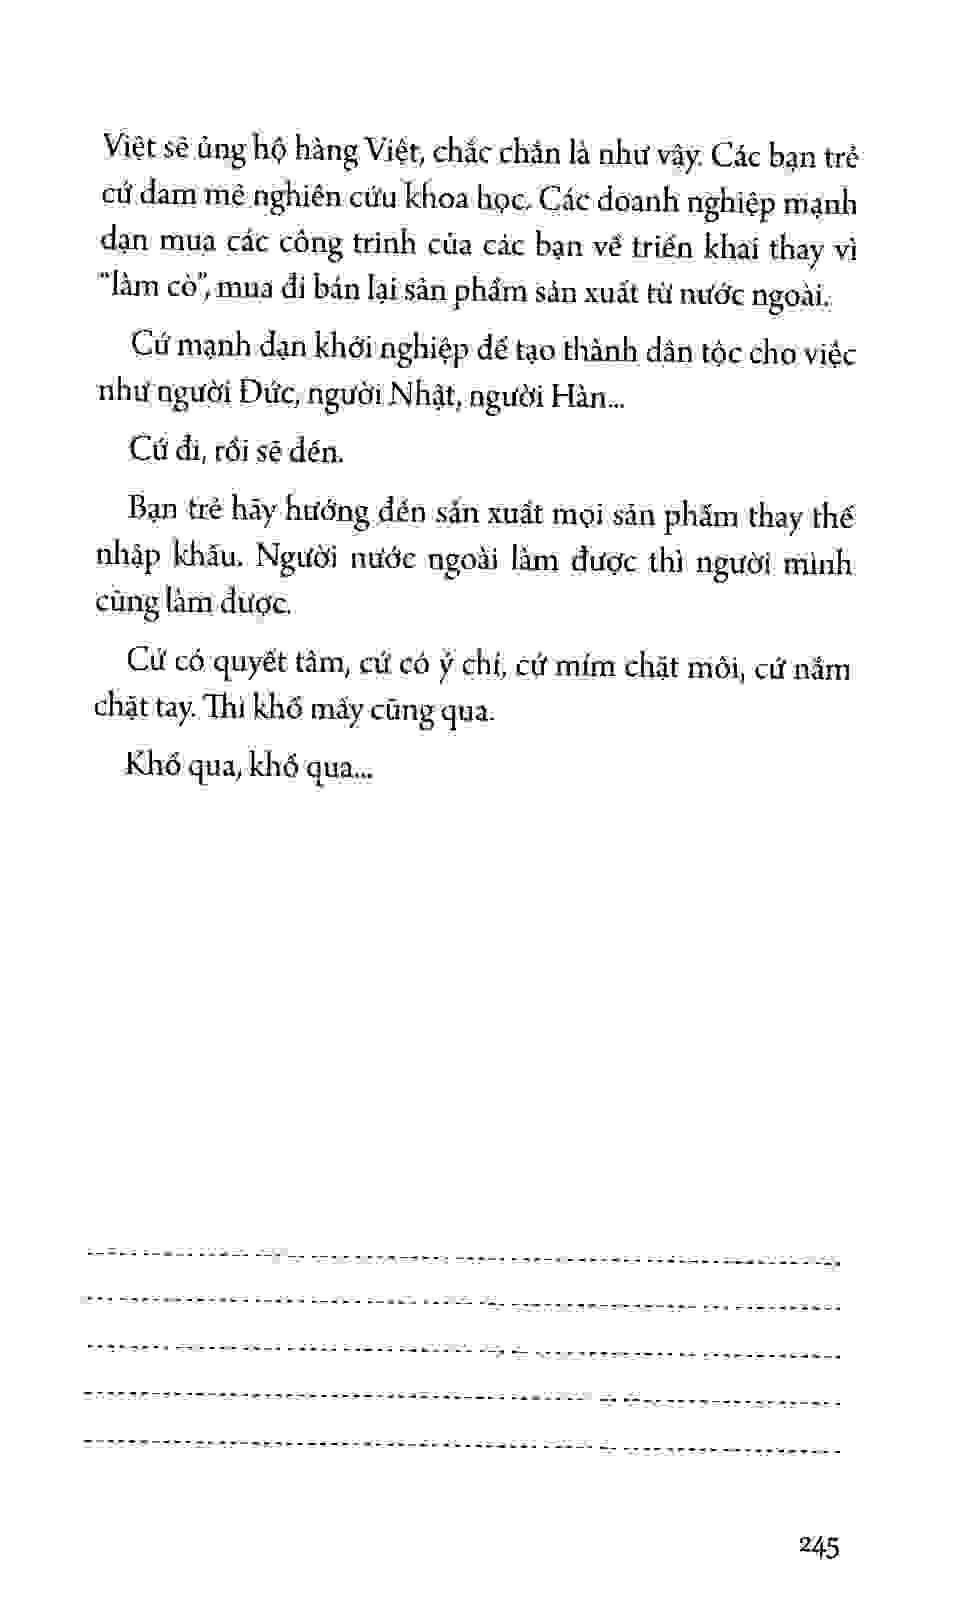 Việt sẽ ủng hộ hàng Việt, chắc chắn là như vậy. Các bạn trẻ
cứ đam mê nghiên cứu khoa học. Các doanh nghiệp mạnh
dạn mua các công trình của các bạn về triển khai thay vì
“làm cò”, mua đi bán lại sản phẩm sản xuất từ nước ngoài.
Cứ mạnh dạn khởi nghiệp để tạo thành dân tộc cho việc
như người Đức, người Nhật, người Hàn...
Cứ đi, rồi sẽ đến.
Bạn trẻ hãy hướng đến sản xuất mọi sản phẩm thay thế
nhập khẩu. Người nước ngoài làm được thì người mình
cũng làm được.
Cứ có quyết tâm, cứ có ý chí, cứ mím chặt môi, cứ nắm
chặt tay. Thì khổ mấy cũng qua.
Khổ qua, khổ qua...
245